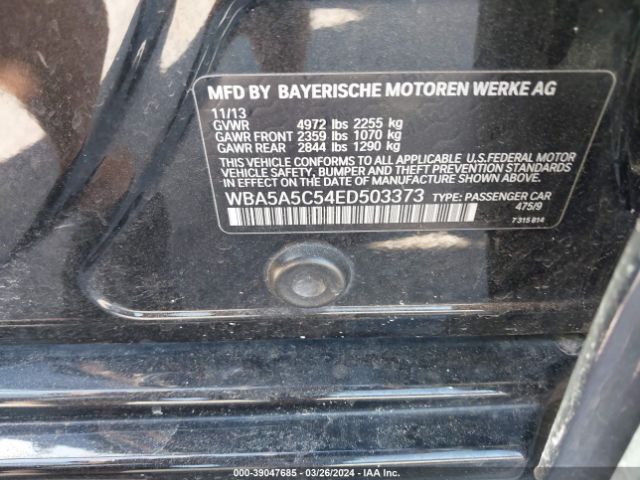 MFD BY BAYERISCHE MOTOREN WERKE AG
11/13
GVWR 4972 lbs 2255 kg
GAWR FRONT 2359 lbs 1070 kg
GAWR REAR 2844 lbs 1290 kg
THIS VEHICLE CONFORMS TO ALL APPLICABLE U.S.FEDERAL MOTOR
VEHICLE SAFETY, BUMPER AND THEFT PREVENTION STANDARDS
IN EFFECT ON THE DATE OF MANUFACTURE SHOWN ABOVE.
WBA5A5C54ED503373 TYPE: PASSENGER CAR
475/9
7 315 814
000-39047685 - 03/26/2024 - IAA Inc.